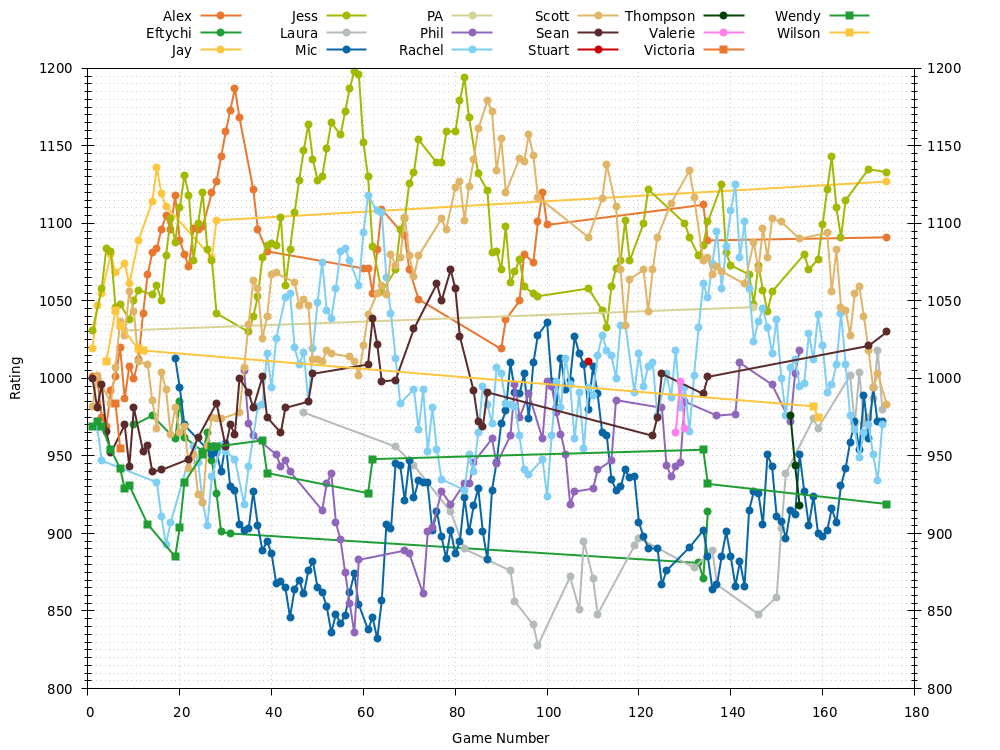 Alex Jess PA Scott Thompson Wendy
Eftychi Laura Phil Sean Valerie Wilson
Jay Mic Rachel Stuart Victoria
1200 1200
1150 1150
1100 1100
1050 1050
1000 1000
950 950
900 900
850 850
800 800
Rating
0 20 40 60 80 100 120 140 160 180
Game Number